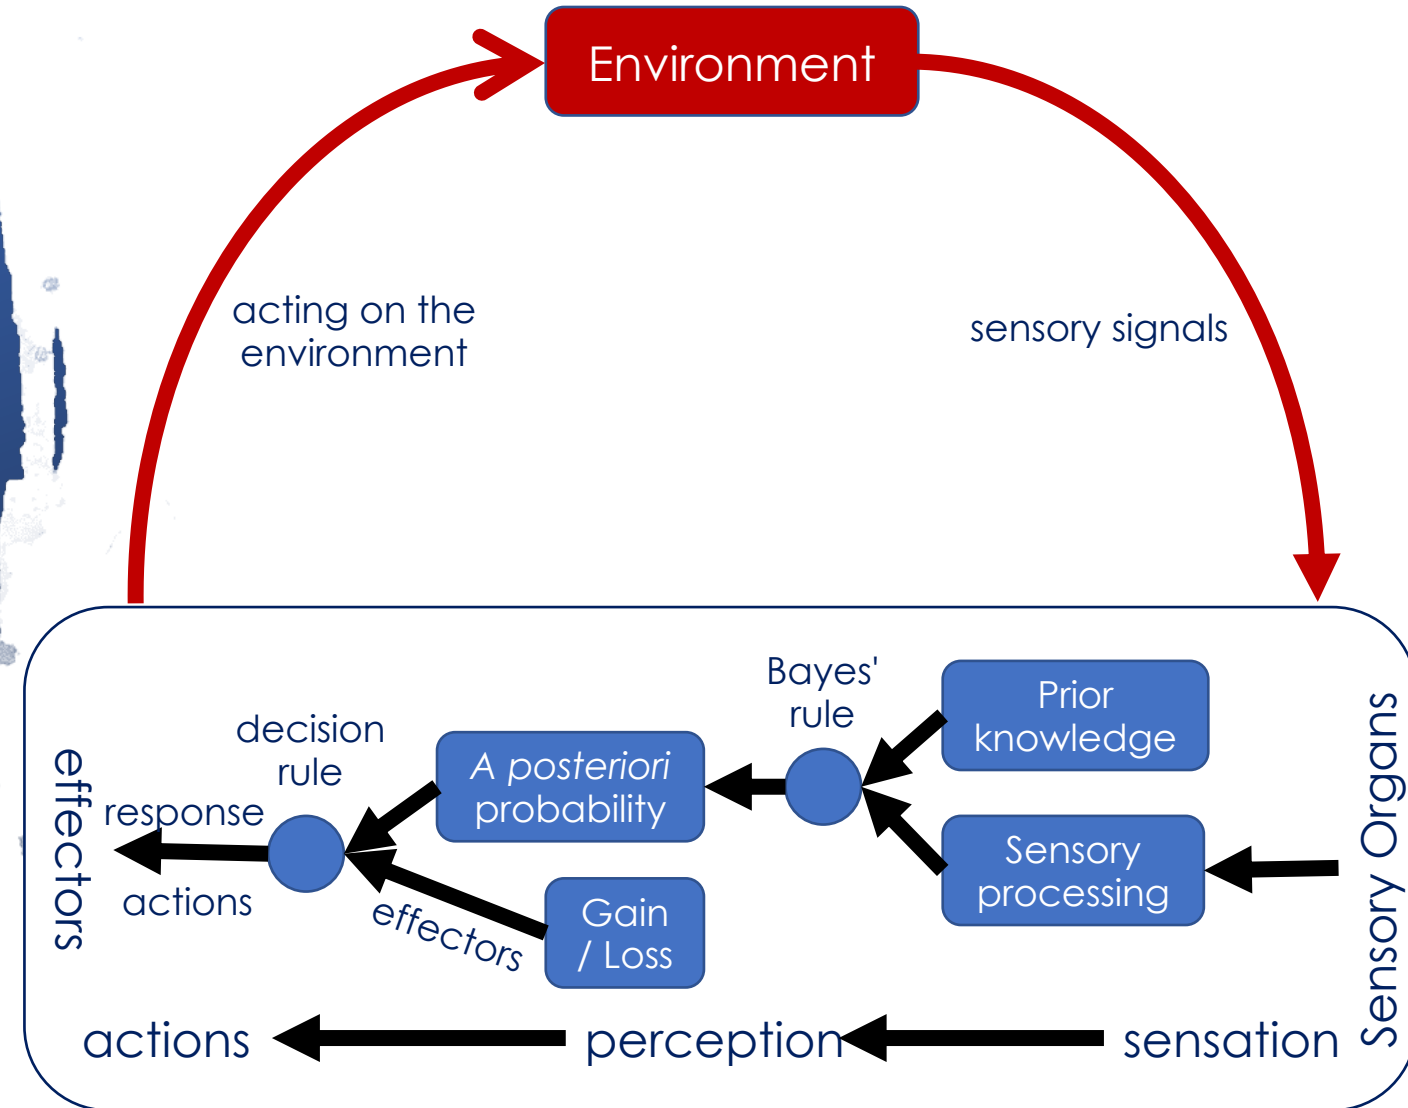 Environment
acting on the
environment
sensory signals
Bayes'
rule
Prior
knowledge
decision
rule
A posteriori
probability
response
actions
effectors
Gain
/ Loss
Sensory
processing
effectors
Sensory Organs
actions
perception
sensation